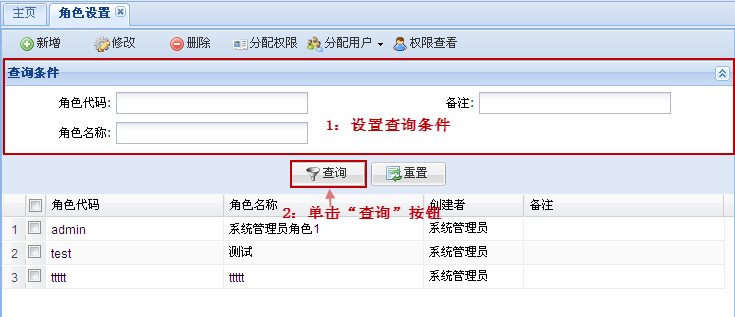 主页 角色设置
新增 修改 删除 分配权限 分配用户 权限查看
查询条件
角色代码: 备注:
角色名称:
1：设置查询条件
查询 重置
2：单击“查询”按钮
角色代码 角色名称 创建者 备注
1 admin 系统管理员角色1 系统管理员
2 test 测试 系统管理员
3 ttttt ttttt 系统管理员